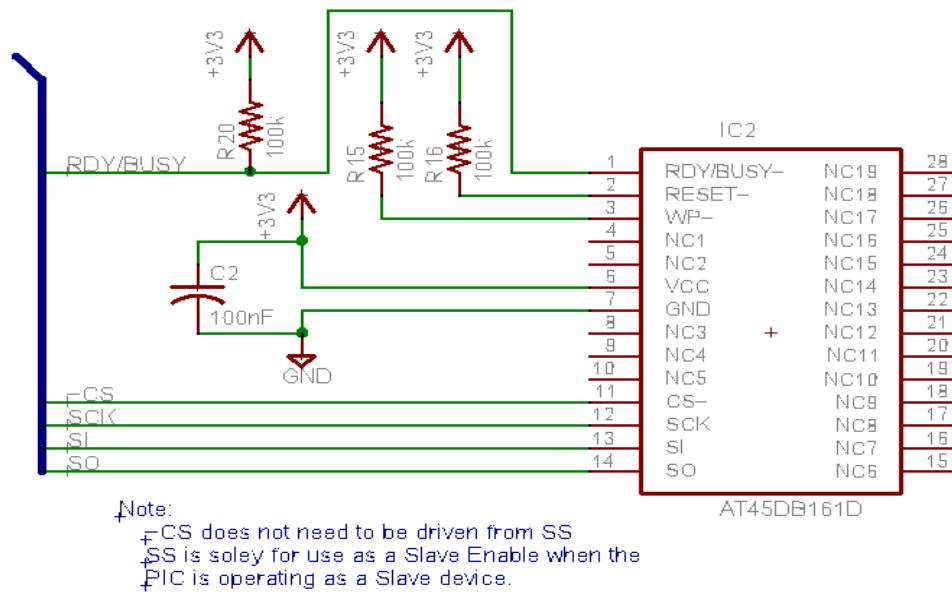 +3V3
+3V3
+3V3
R20
100k
R15
100k
R16
100k
RDY/BUSY
+3V3
C2
100nF
GND
-CS
SCK
SI
SO
IC2
1 RDY/BUSY- NC19 28
2 RESET- NC18 27
3 WP- NC17 26
4 NC1 NC16 25
5 NC2 NC15 24
6 VCC NC14 23
7 GND NC13 22
8 NC3 NC12 21
9 NC4 NC11 20
10 NC5 NC10 19
11 CS- NC9 18
12 SCK NC8 17
13 SI NC7 16
14 SO NC6 15
AT45DB161D
Note:
-CS does not need to be driven from SS
SS is soley for use as a Slave Enable when the
PIC is operating as a Slave device.